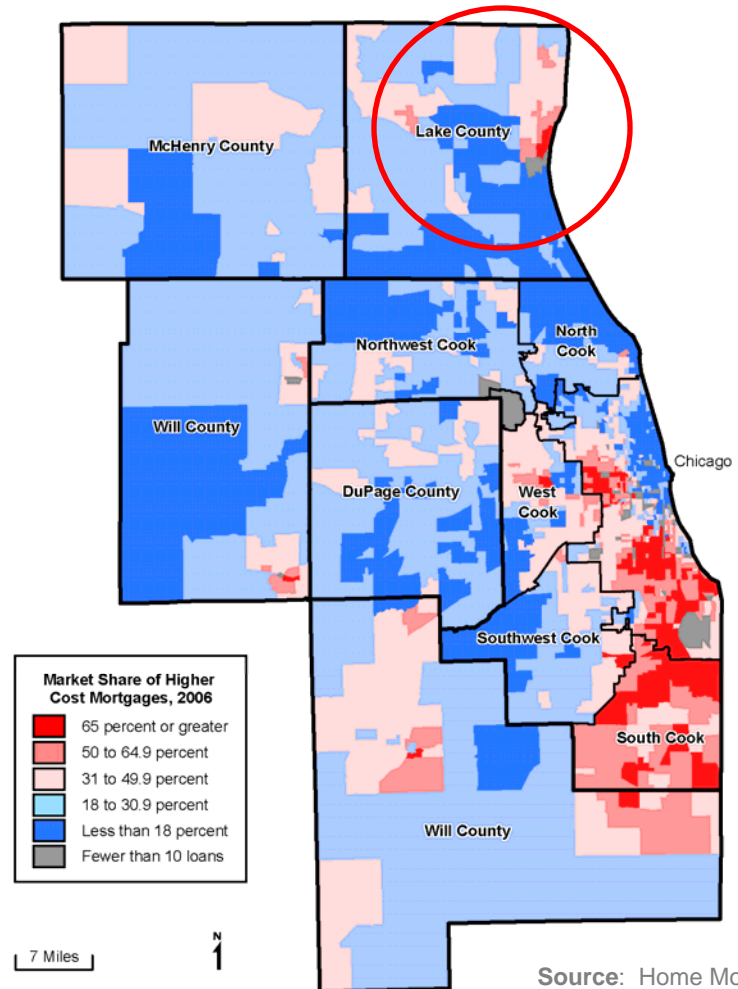 McHenry County
Lake County
Northwest Cook
North
Cook
Will County
Chicago
DuPage County
West
Cook
Southwest Cook
Market Share of Higher
Cost Mortgages, 2006
65 percent or greater
50 to 64.9 percent
31 to 49.9 percent
18 to 30.9 percent
Less than 18 percent
Fewer than 10 loans
South Cook
Will County
7 Miles
N
Source: Home Mo